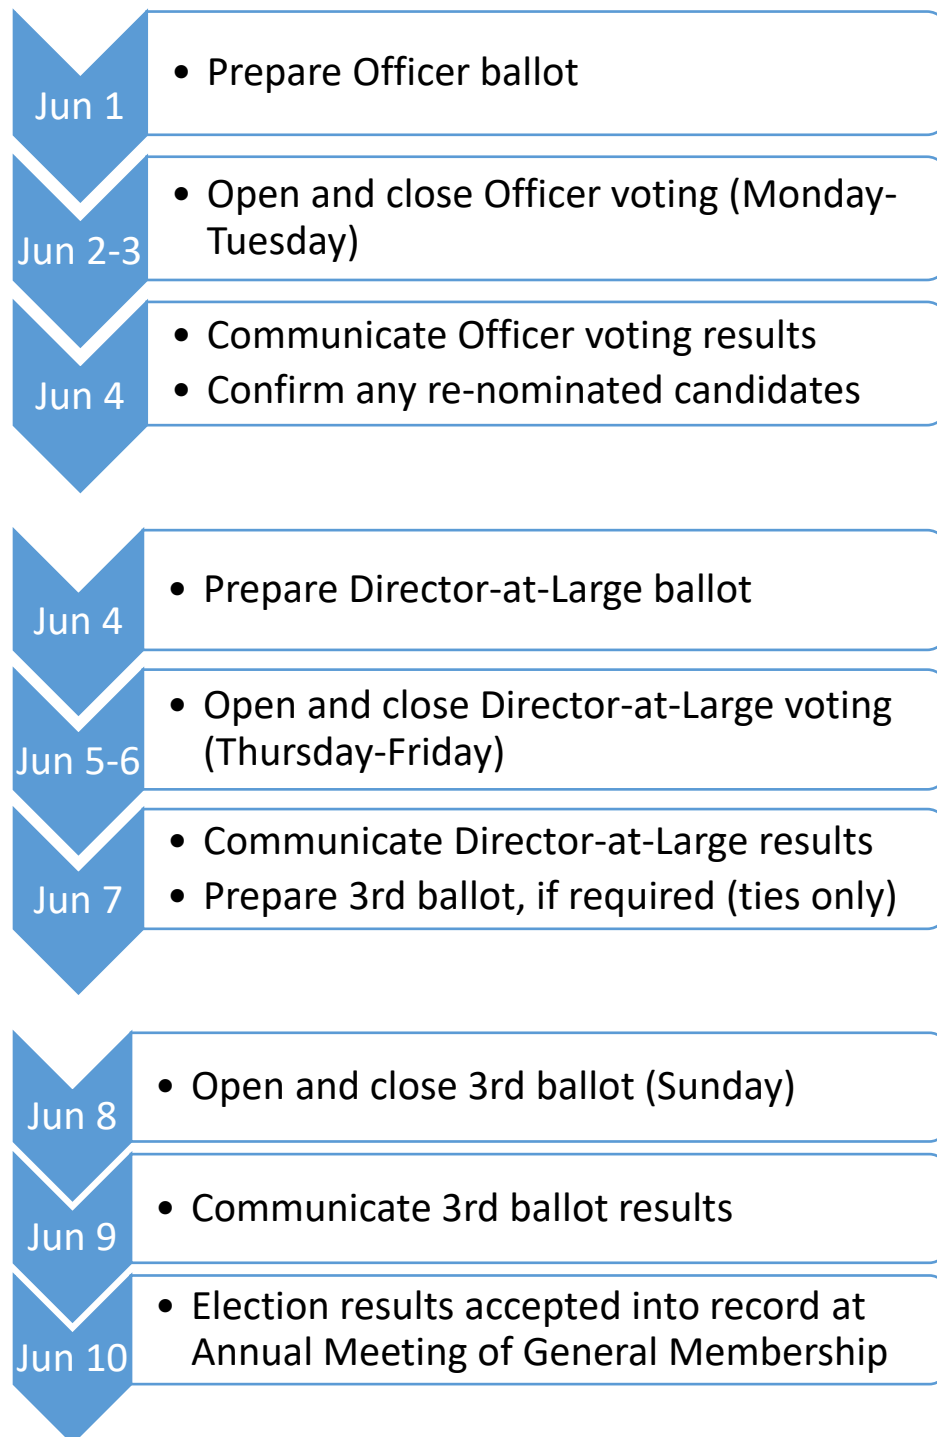 Jun 1
• Prepare Officer ballot
Jun 2-3
• Open and close Officer voting (Monday-
Tuesday)
Jun 4
• Communicate Officer voting results
• Confirm any re-nominated candidates
Jun 4
• Prepare Director-at-Large ballot
Jun 5-6
• Open and close Director-at-Large voting
(Thursday-Friday)
Jun 7
• Communicate Director-at-Large results
• Prepare 3rd ballot, if required (ties only)
Jun 8
• Open and close 3rd ballot (Sunday)
Jun 9
• Communicate 3rd ballot results
Jun 10
• Election results accepted into record at
Annual Meeting of General Membership